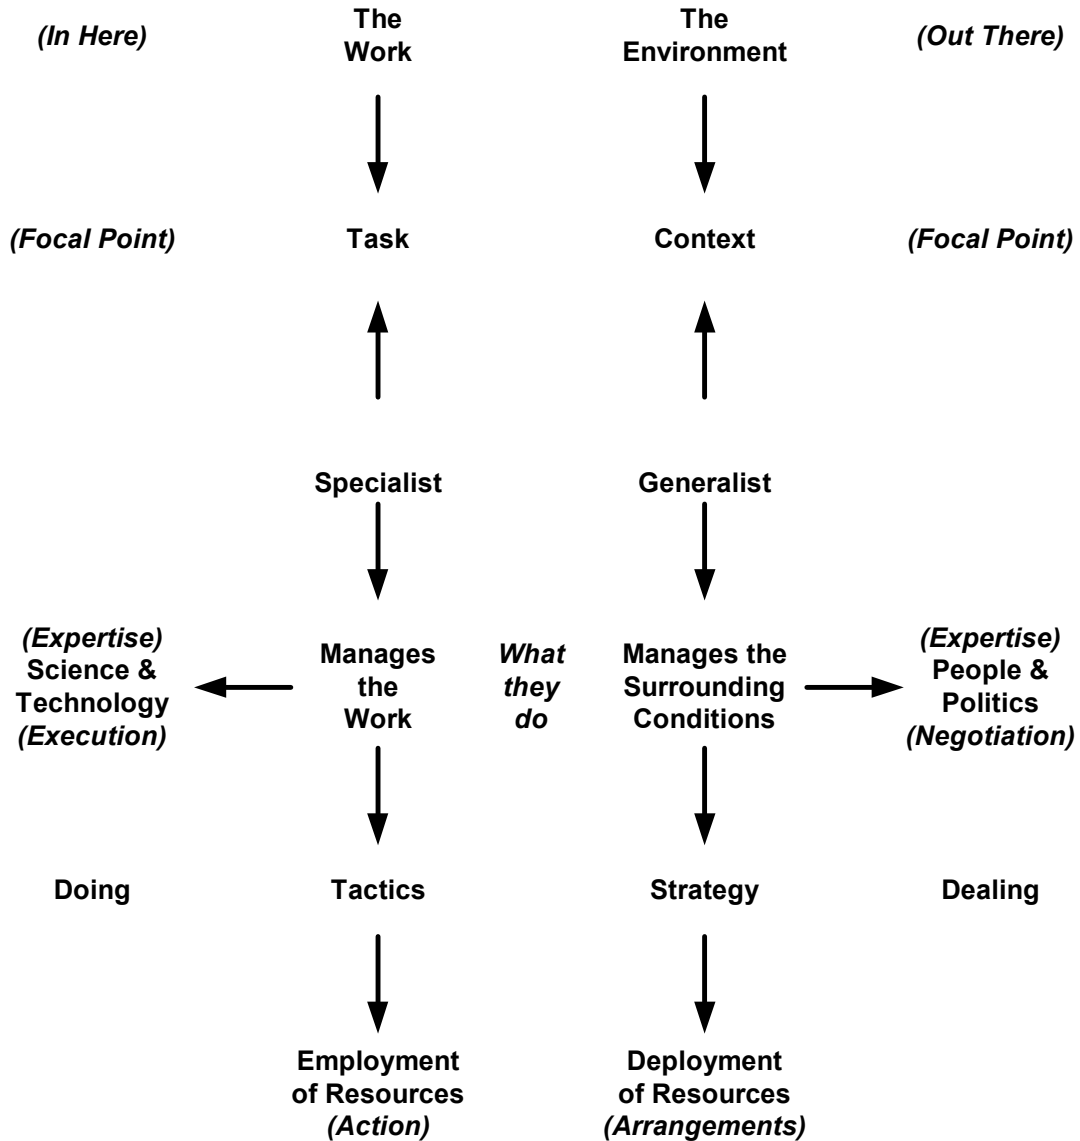 (In Here)
The
Work
The
Environment
(Out There)
(Focal Point)
Task
Context
(Focal Point)
Specialist
Generalist
(Expertise)
Science &
Technology
(Execution)
Manages
the
Work
What
they
do
Manages the
Surrounding
Conditions
(Expertise)
People &
Politics
(Negotiation)
Doing
Tactics
Strategy
Dealing
Employment
of Resources
(Action)
Deployment
of Resources
(Arrangements)